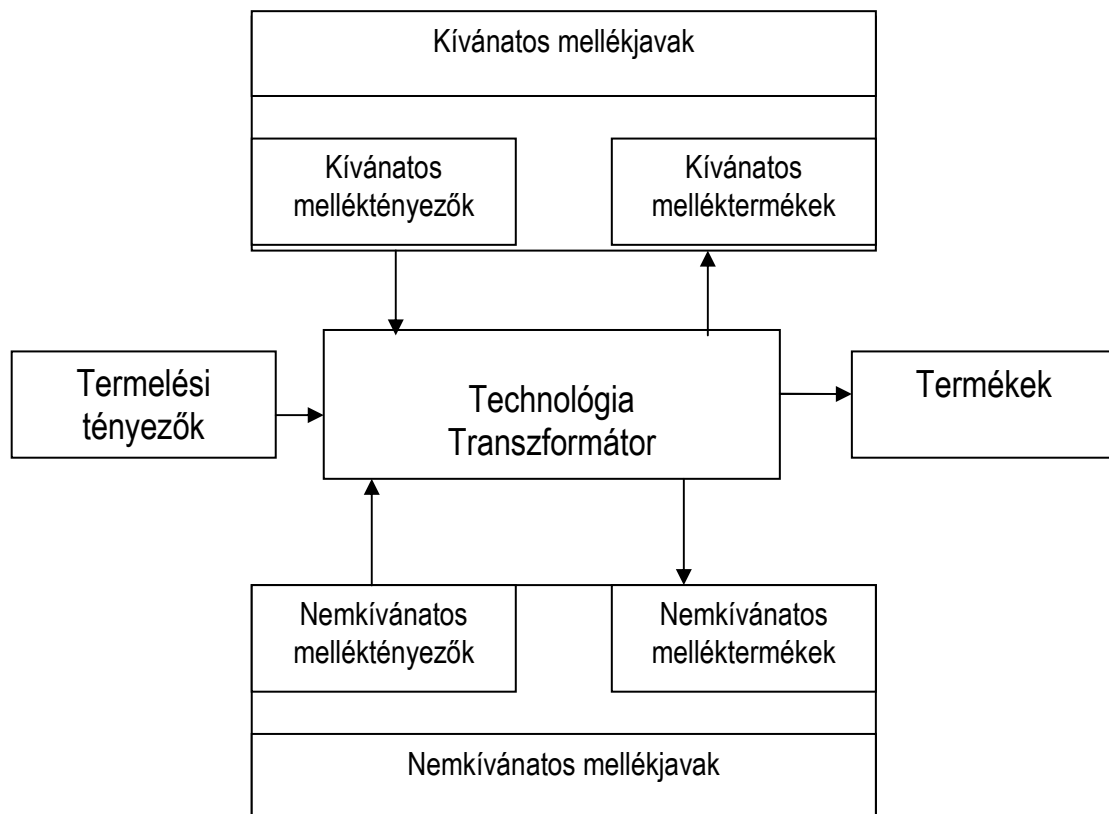 Kívánatos mellékjavak
Kívánatos
melléktényezők
Kívánatos
melléktermékek
Termelési
tényezők
Technológia
Transzformátor
Termékek
Nemkívánatos
melléktényezők
Nemkívánatos
melléktermékek
Nemkívánatos mellékjavak